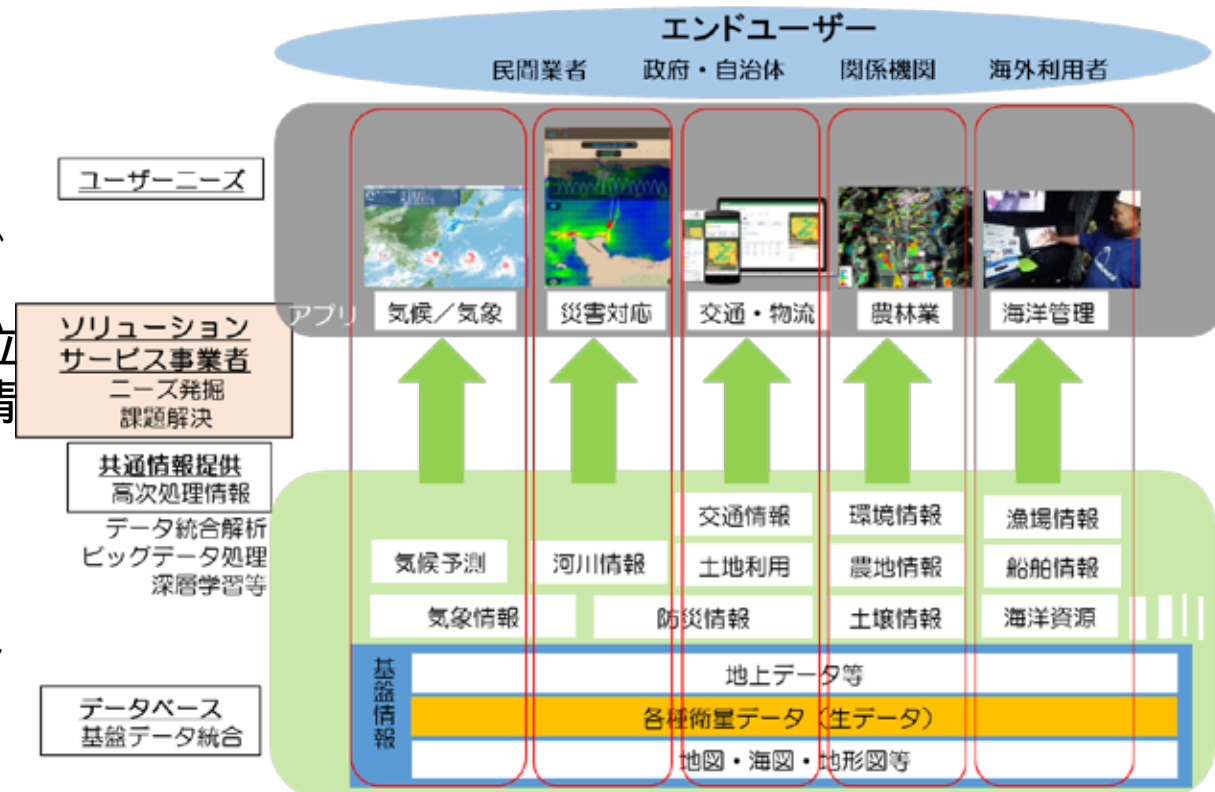 エンドユーザー
民間業者 政府・自治体 関係機関 海外利用者
ユーザーニーズ
アプリ
気候／気象 災害対応 交通・物流 農林業 海洋管理
立
ソリューション
サービス事業者
ニーズ発掘
課題解決
共通情報提供
高次処理情報
データ統合解析
ビッグデータ処理
深層学習等
交通情報 環境情報 漁場情報
気候予測 河川情報 土地利用 農地情報 船舶情報
気象情報 防災情報 土壌情報 海洋資源
データベース
基盤データ統合
基盤情報
地上データ等
各種衛星データ（生データ）
地図・海図・地形図等